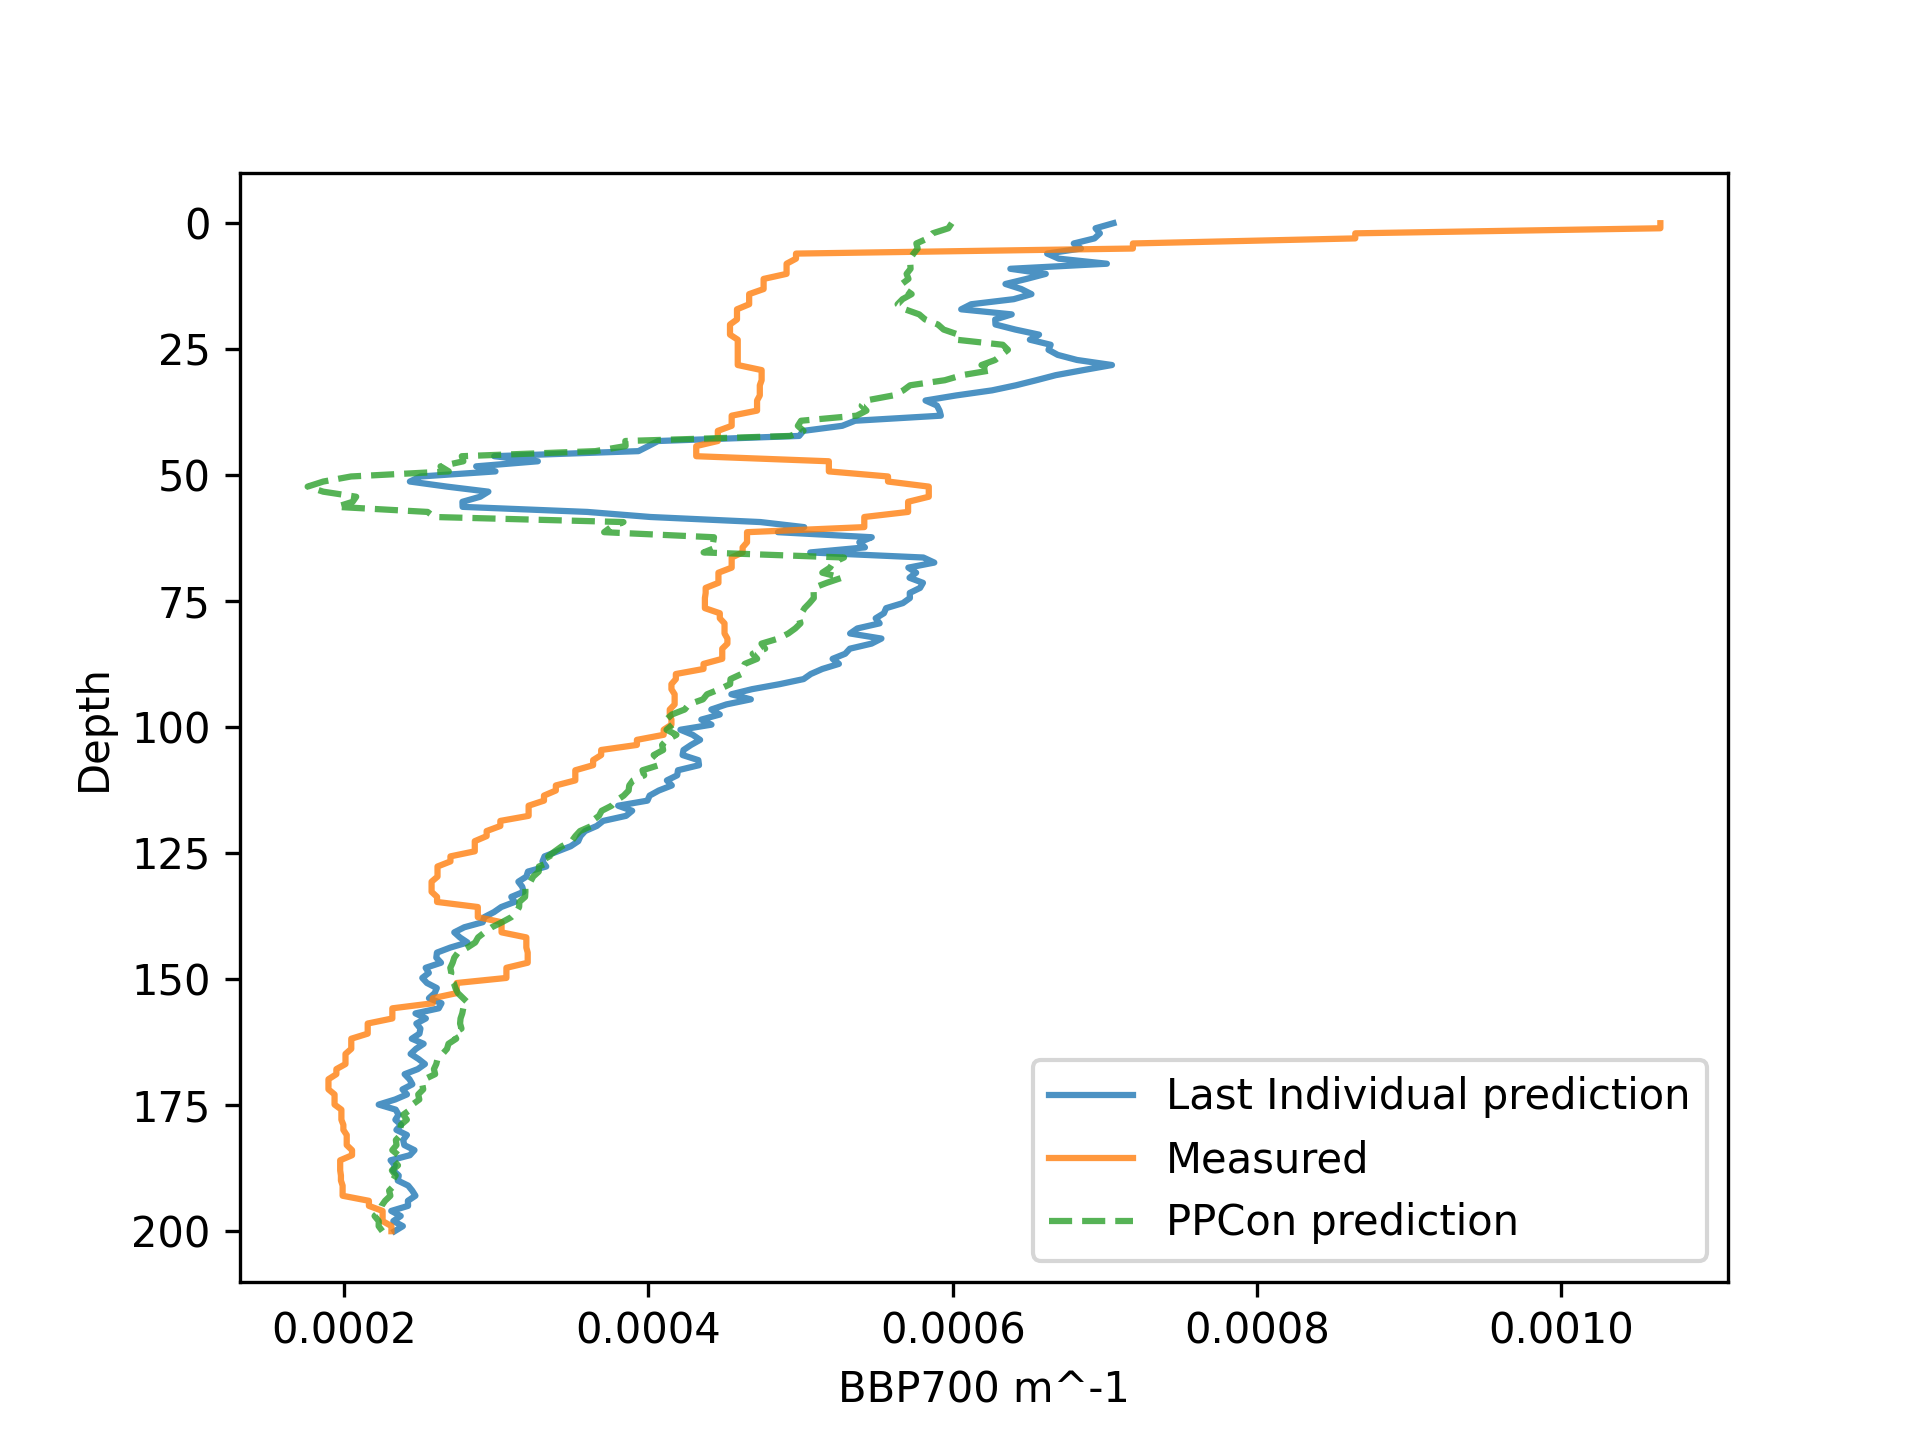 0
25
50
75
100
125
150
175
200
Depth
0.0002 0.0004 0.0006 0.0008 0.0010
BBP700 m^-1
Last Individual prediction
Measured
PPCon prediction